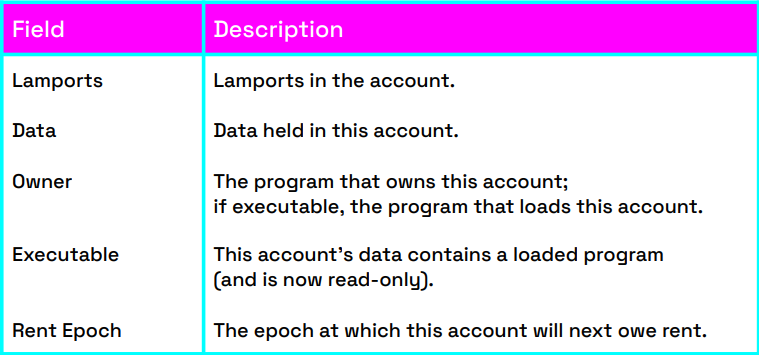 Field Description
Lamports Lamports in the account.
Data Data held in this account.
Owner The program that owns this account;
if executable, the program that loads this account.
Executable This account's data contains a loaded program
(and is now read-only).
Rent Epoch The epoch at which this account will next owe rent.